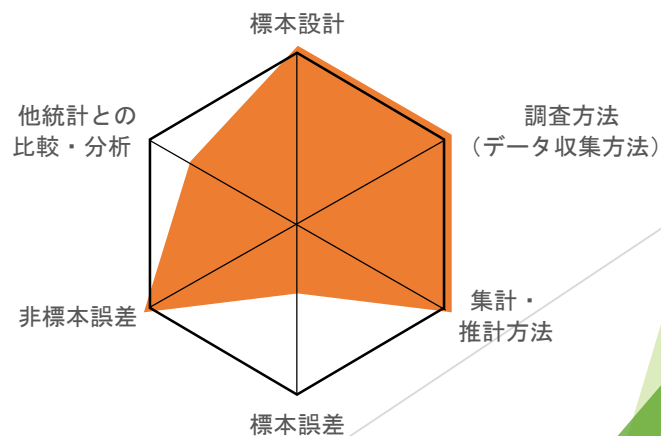 標本設計
他統計との
比較・分析
調査方法
（データ収集方法）
非標本誤差
集計・
推計方法
標本誤差